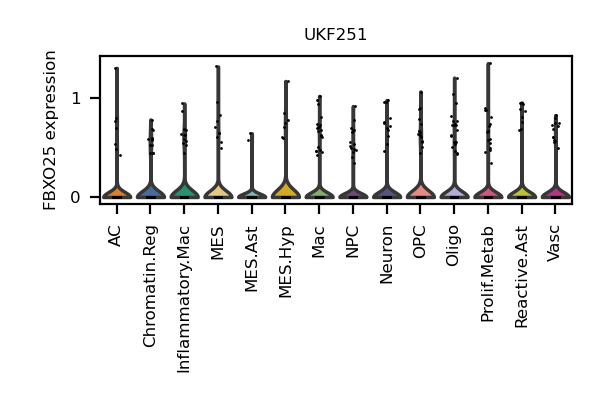 UKF251
FBXO25 expression
1
0
AC
Chromatin.Reg
Inflammatory.Mac
MES
MES.Ast
MES.Hyp
Mac
NPC
Neuron
OPC
Oligo
Prolif.Metab
Reactive.Ast
Vasc